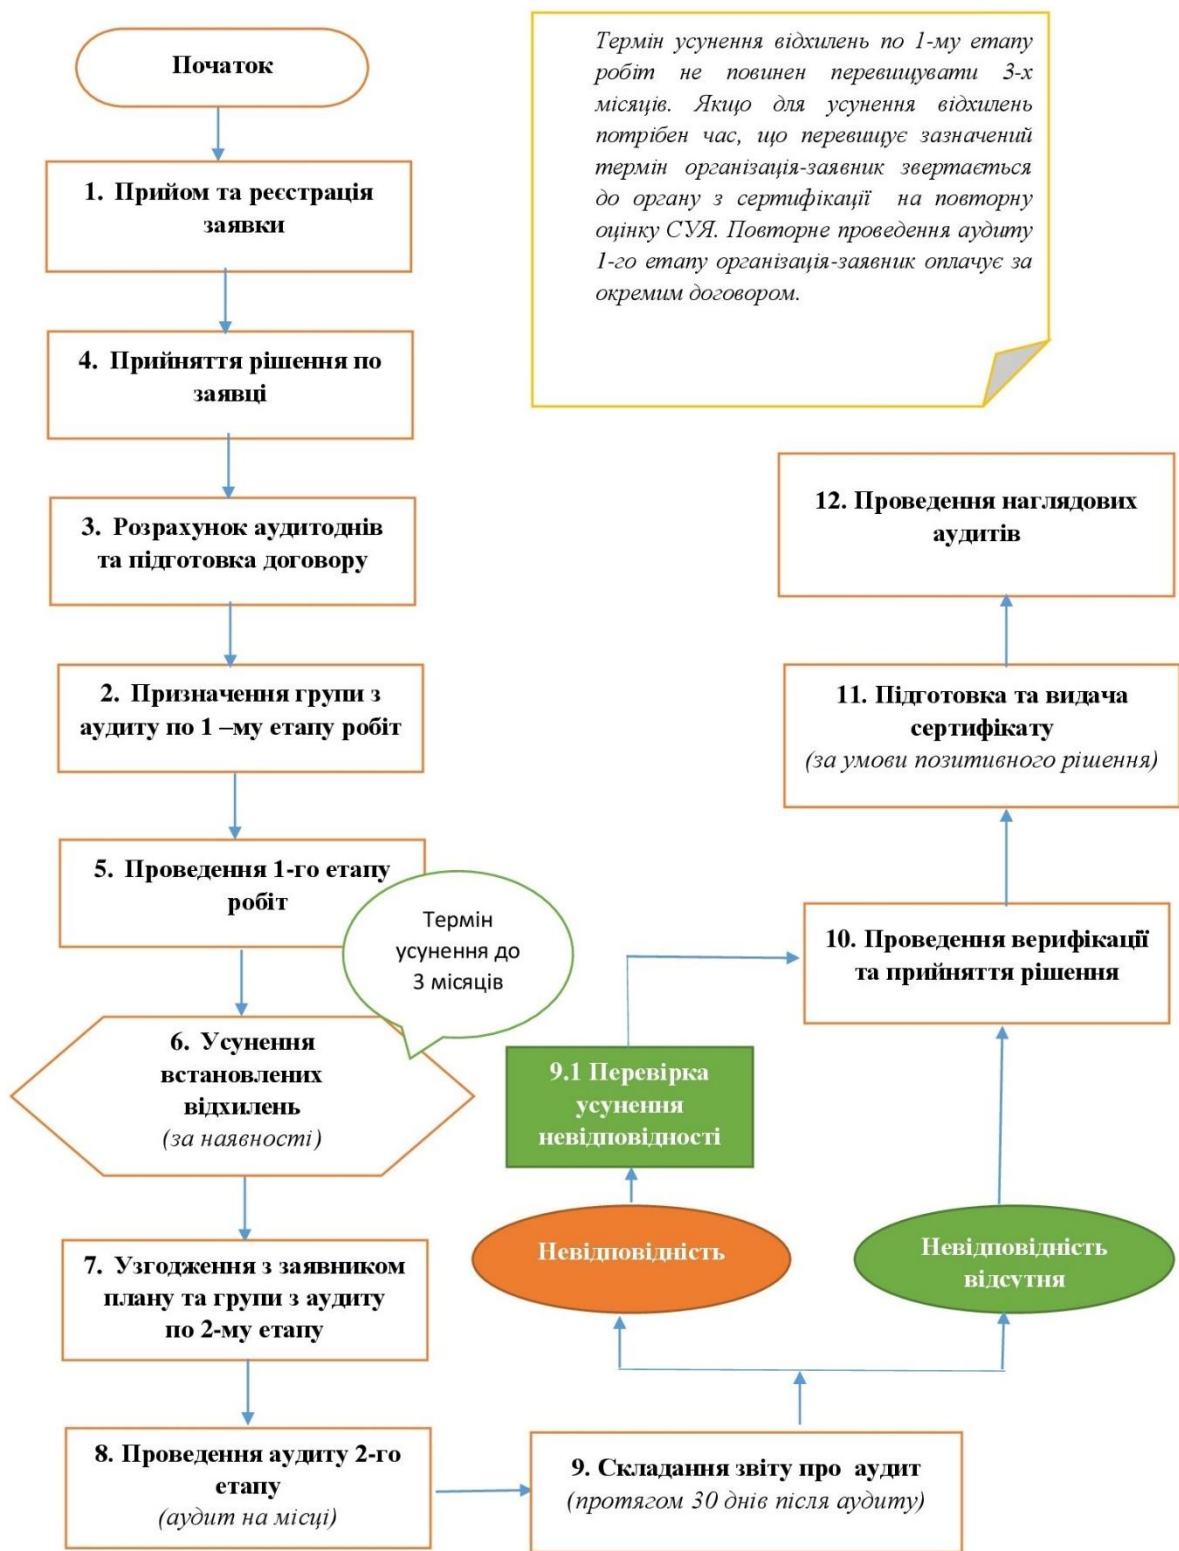 Початок
1. Прийом та реєстрація
заявки
4. Прийняття рішення по
заявці
3. Розрахунок аудитоднів
та підготовка договору
2. Призначення групи з
аудиту по 1 –му етапу робіт
5. Проведення 1-го етапу
робіт
Термін
усунення до
3 місяців
6. Усунення
встановлених
відхилень
(за наявності)
7. Узгодження з заявником
плану та групи з аудиту
по 2-му етапу
8. Проведення аудиту 2-го
етапу
(аудит на місці)
9. Складання звіту про аудит
(протягом 30 днів після аудиту)
Невідповідність
Невідповідність
відсутня
9.1 Перевірка
усунення
невідповідності
10. Проведення верифікації
та прийняття рішення
11. Підготовка та видача
сертифікату
(за умови позитивного рішення)
12. Проведення наглядових
аудитів
Термін усунення відхилень по 1-му етапу
робіт не повинен перевищувати 3-х
місяців. Якщо для усунення відхилень
потрібен час, що перевищує зазначений
термін організація-заявник звертається
до органу з сертифікації на повторну
оцінку СУЯ. Повторне проведення аудиту
1-го етапу організація-заявник оплачує за
окремим договором.